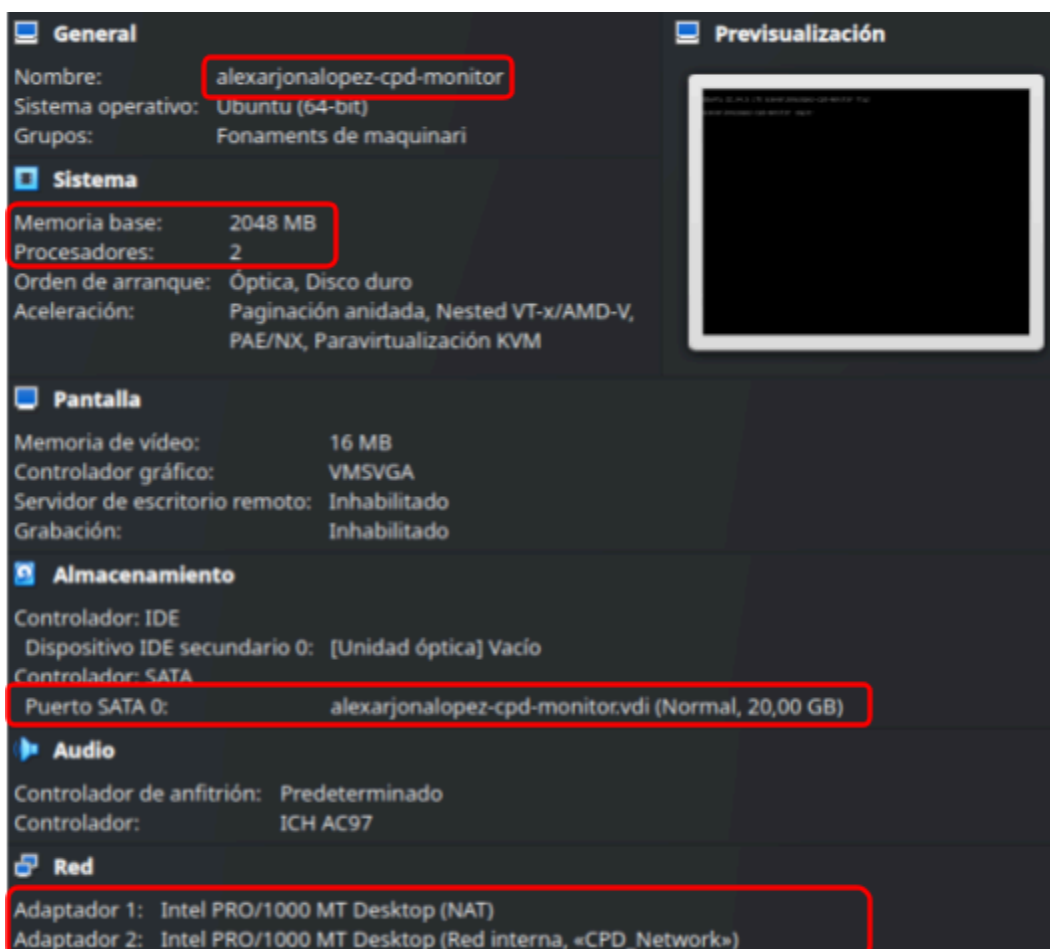 General
Nombre: alexarjonalopez-cpd-monitor
Sistema operativo: Ubuntu (64-bit)
Grupos: Fonaments de maquinari
Previsualización
Sistema
Memoria base: 2048 MB
Procesadores: 2
Orden de arranque: Óptica, Disco duro
Aceleración: Paginación anidada, Nested VT-x/AMD-V,
PAE/NX, Paravirtualización KVM
Pantalla
Memoria de vídeo: 16 MB
Controlador gráfico: VMSVGA
Servidor de escritorio remoto: Inhabilitado
Grabación: Inhabilitado
Almacenamiento
Controlador: IDE
Dispositivo IDE secundario 0: [Unidad óptica] Vacío
Controlador: SATA
Puerto SATA 0: alexarjonalopez-cpd-monitor.vdi (Normal, 20,00 GB)
Audio
Controlador de anfitrión: Predeterminado
Controlador: ICH AC97
Red
Adaptador 1: Intel PRO/1000 MT Desktop (NAT)
Adaptador 2: Intel PRO/1000 MT Desktop (Red interna, «CPD_Network»)